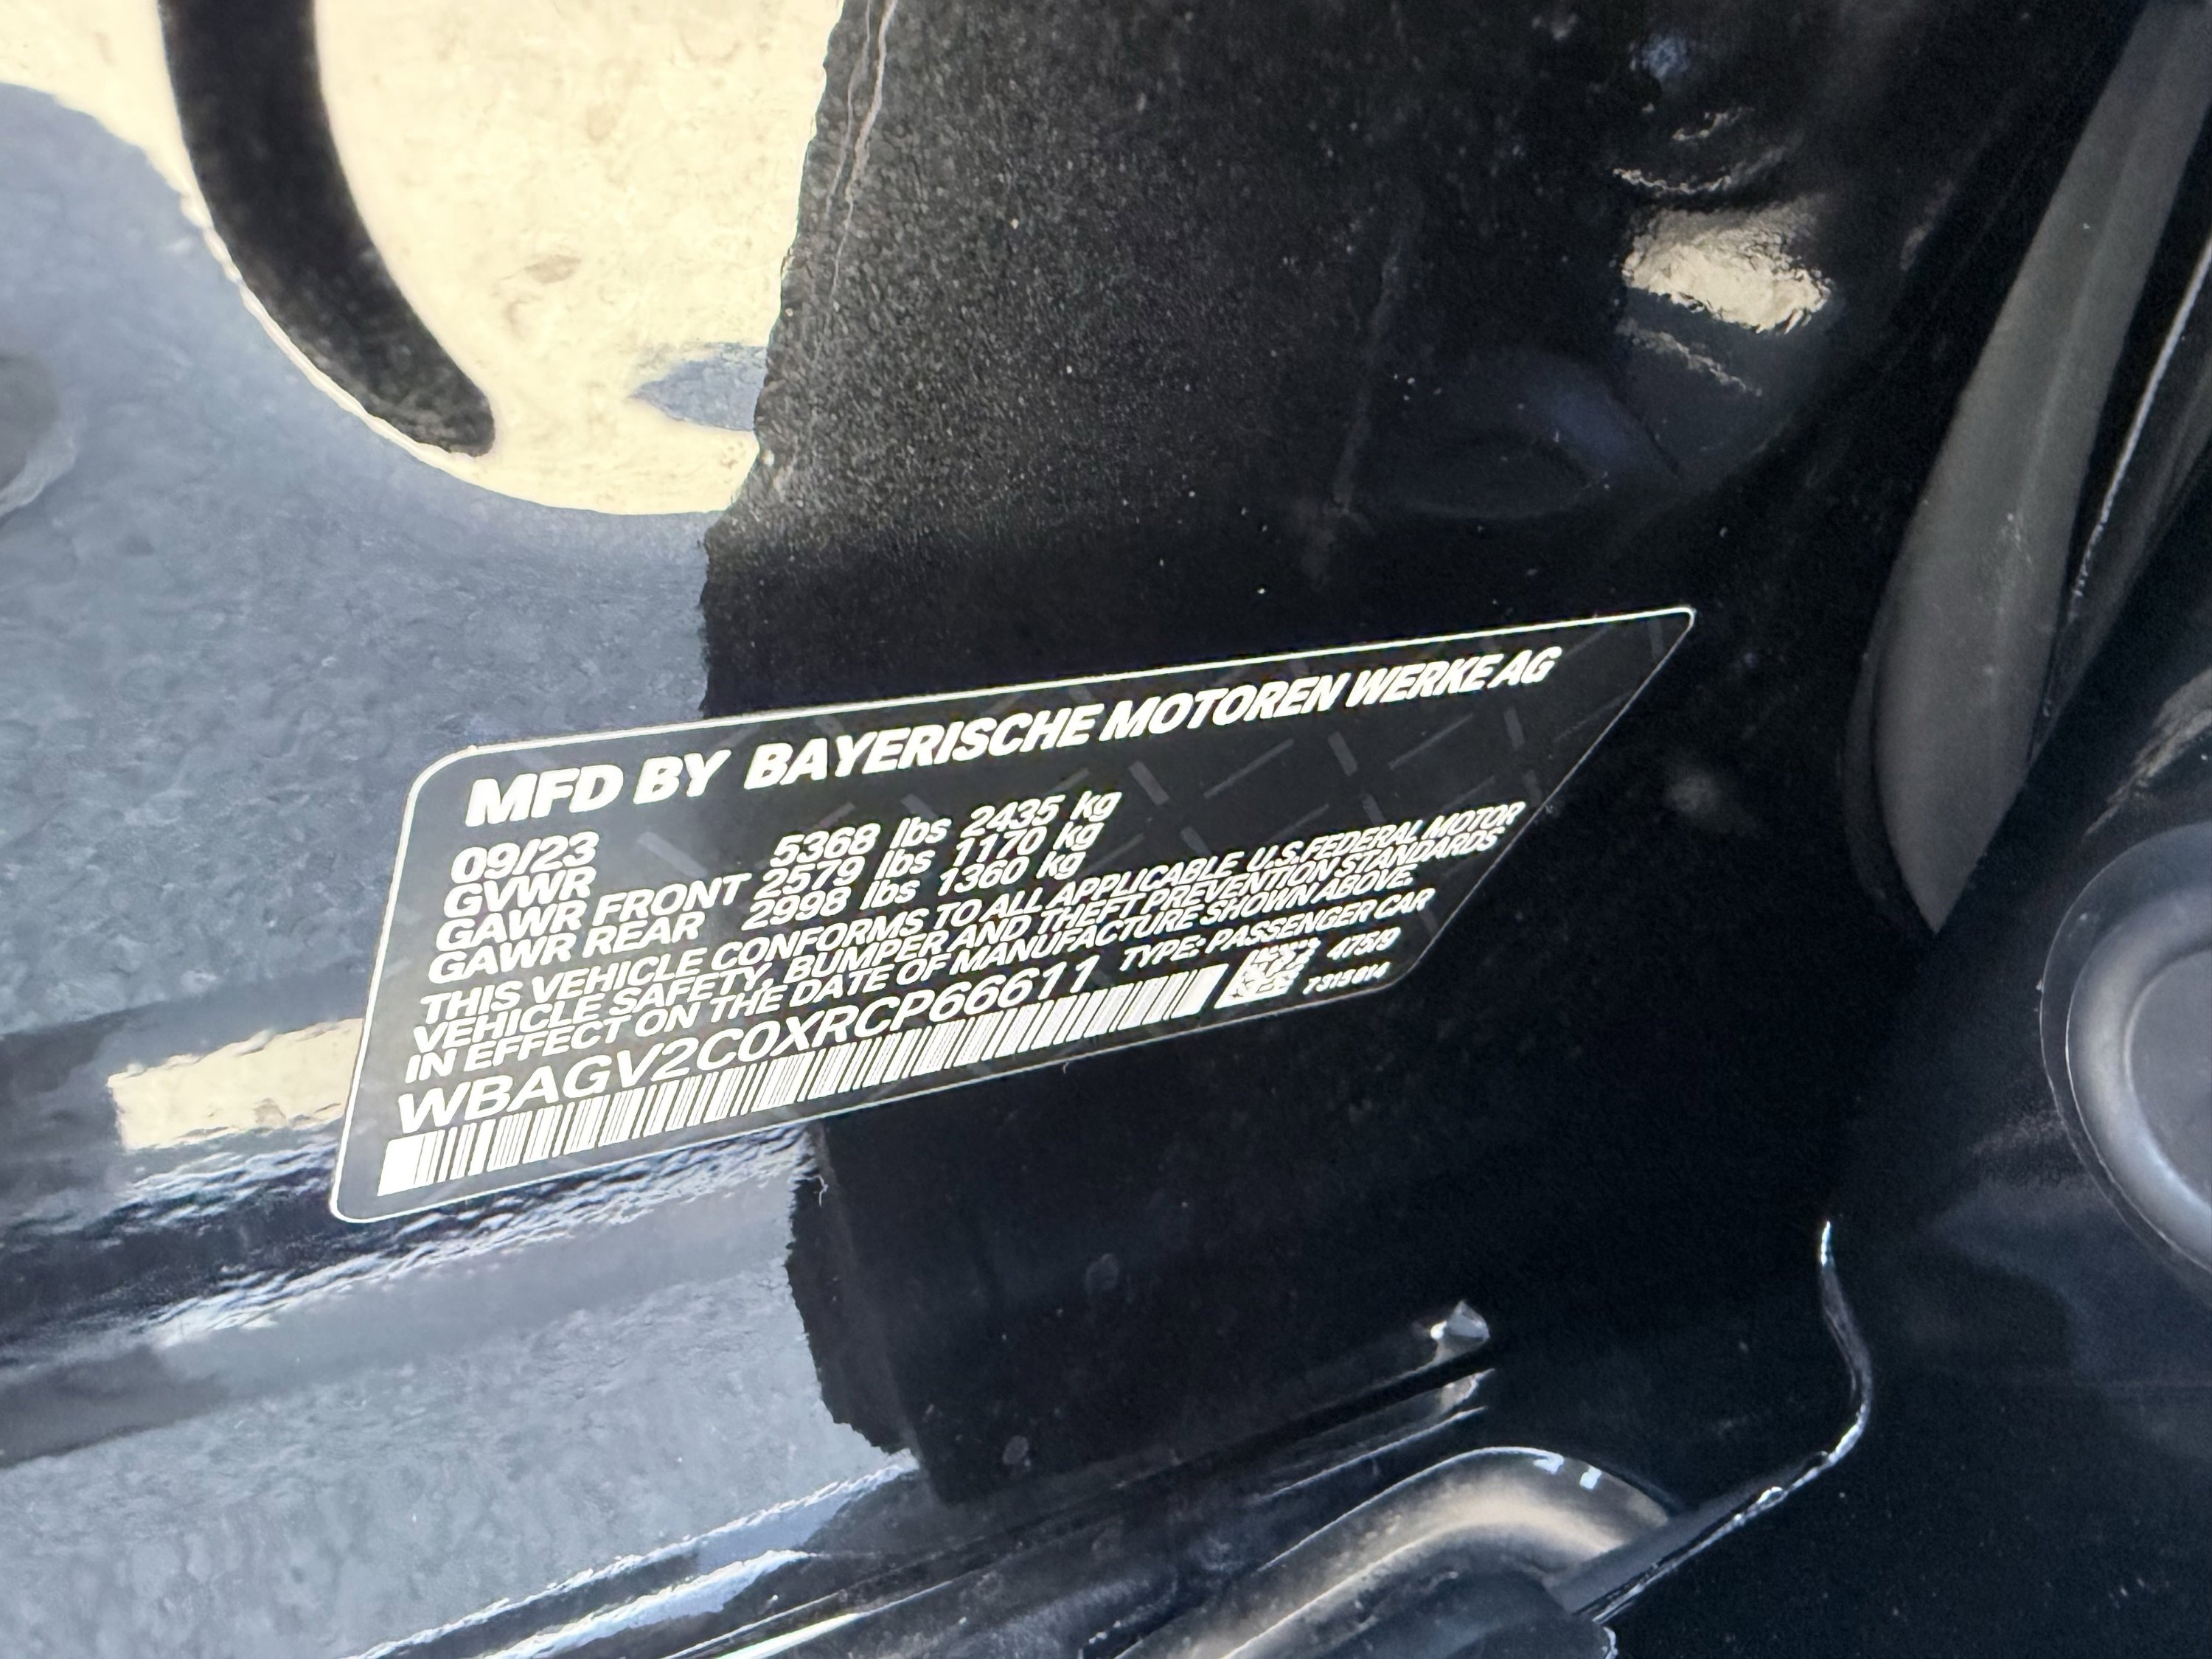 MFD BY BAYERISCHE MOTOREN WERKE AG
09/23
GVWR 5368 lbs 2435 kg
GAWR FRONT 2579 lbs 1170 kg
GAWR REAR 2998 lbs 1360 kg
THIS VEHICLE CONFORMS TO ALL APPLICABLE U.S.FEDERAL MOTOR
VEHICLE SAFETY, BUMPER AND THEFT PREVENTION STANDARDS
IN EFFECT ON THE DATE OF MANUFACTURE SHOWN ABOVE.
WBAGV2C0XRCP66611 TYPE: PASSENGER CAR